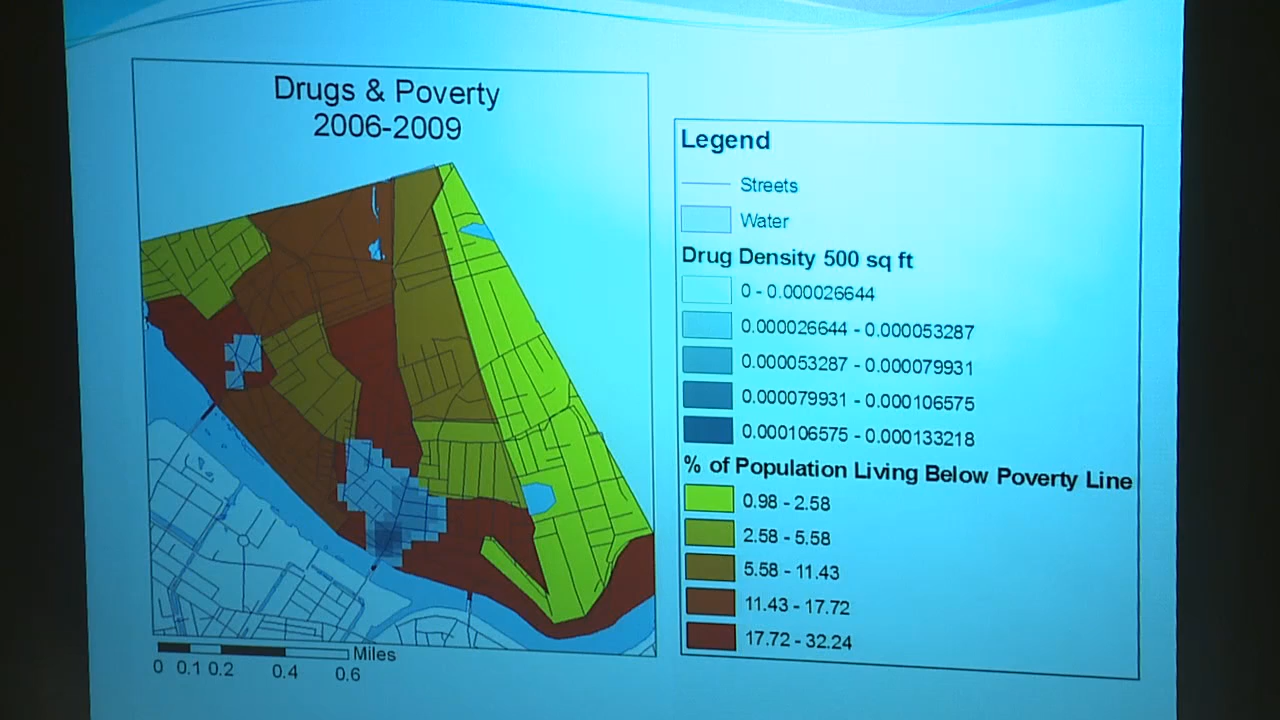 Drugs & Poverty
2006-2009
Legend
Streets
Water
Drug Density 500 sq ft
0 - 0.000026644
0.000026644 - 0.000053287
0.000053287 - 0.000079931
0.000079931 - 0.000106575
0.000106575 - 0.000133218
% of Population Living Below Poverty Line
0.98 - 2.58
2.58 - 5.58
5.58 - 11.43
11.43 - 17.72
17.72 - 32.24
Miles
0 0.1 0.2 0.4 0.6